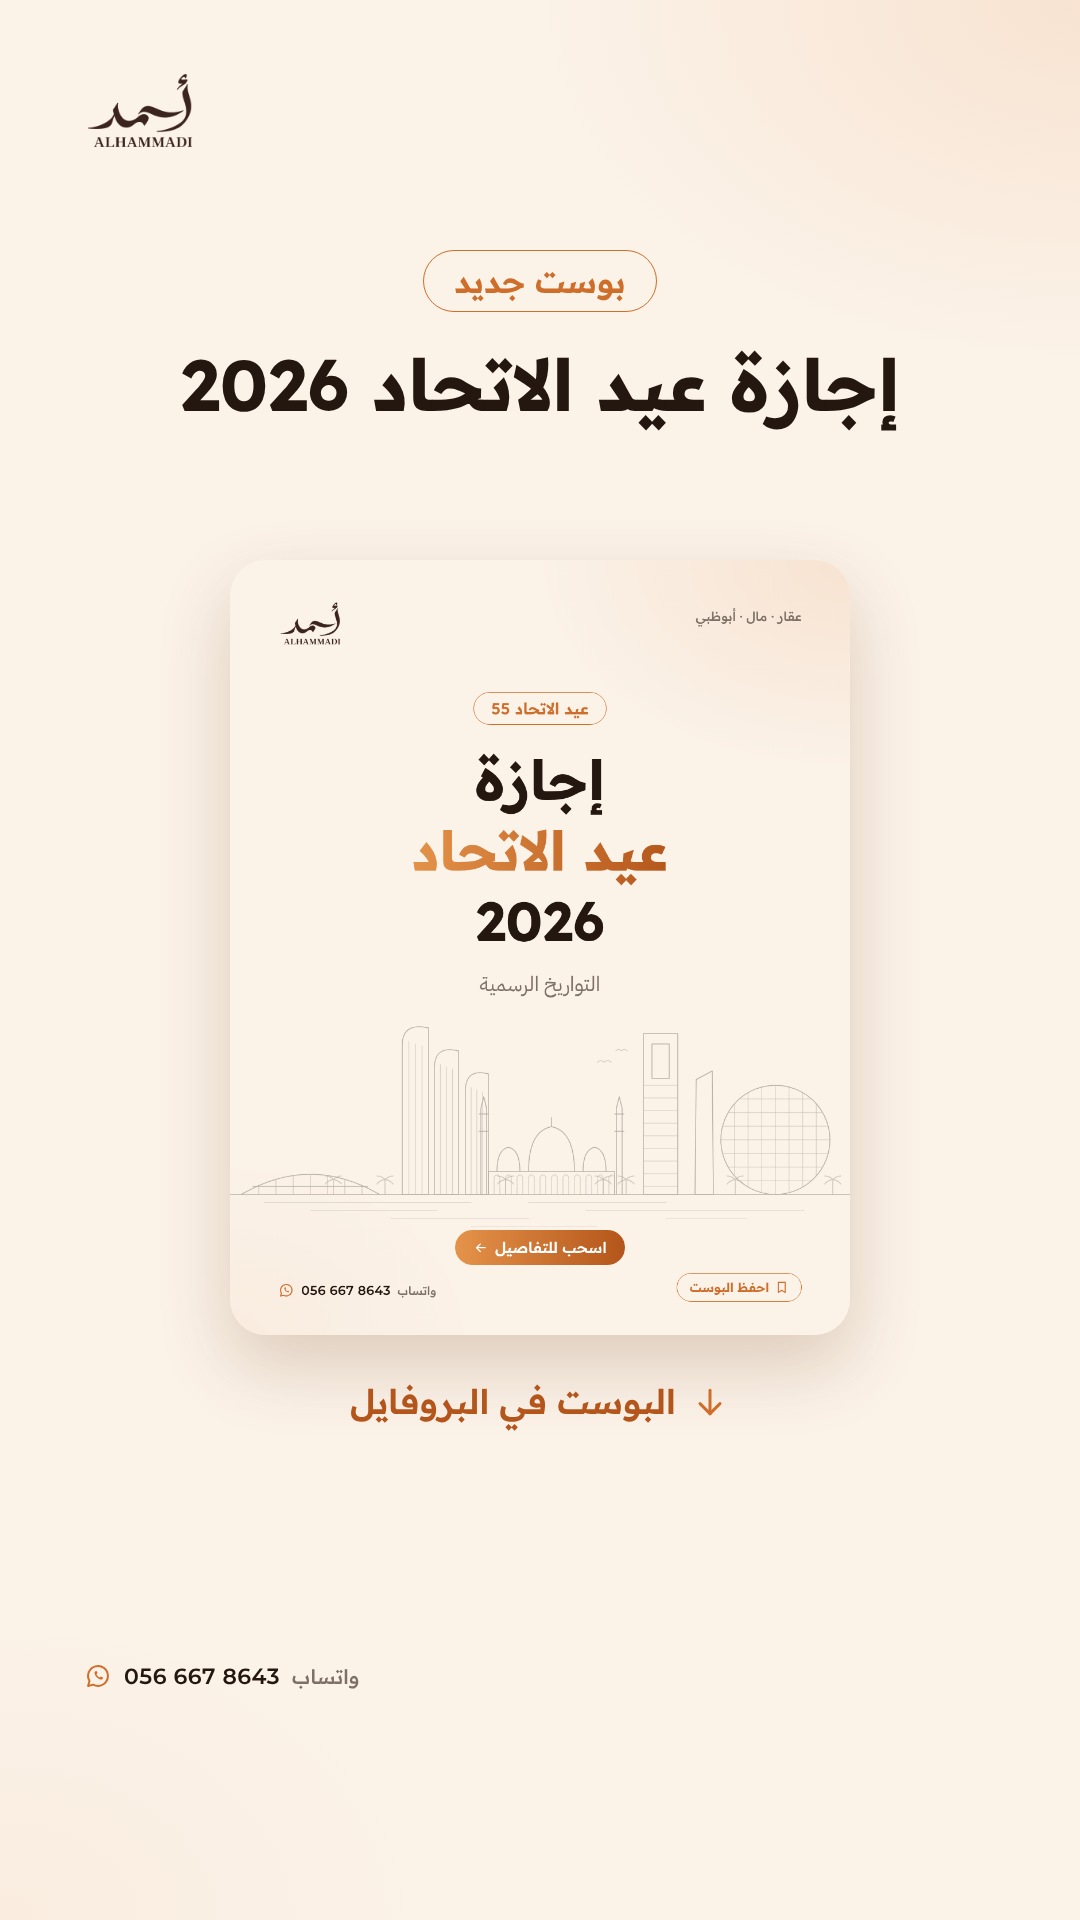 أحمد
ALHAMMADI
بوست جديد
إجازة عيد الاتحاد 2026
عقار · مال · أبوظبي
أحمد
ALHAMMADI
عيد الاتحاد 55
إجازة
عيد الاتحاد
2026
التواريخ الرسمية
اسحب للتفاصيل ←
احفظ البوست
واتساب 056 667 8643
↓ البوست في البروفايل
واتساب 056 667 8643